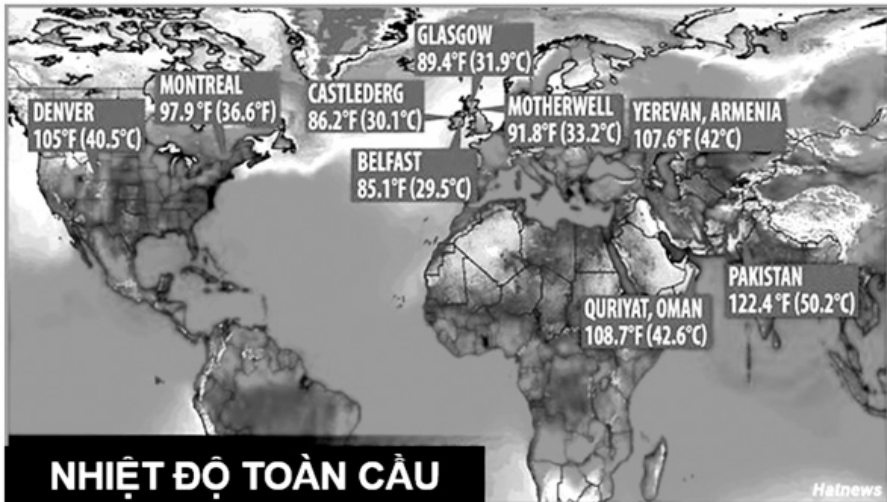 GLASGOW
89.4°F (31.9°C)
MONTREAL
97.9 °F (36.6°F)
CASTLEDERG
86.2°F (30.1°C)
DENVER
105°F (40.5°C)
MOTHERWELL
91.8°F (33.2°C)
YEREVAN, ARMENIA
107.6°F (42°C)
BELFAST
85.1°F (29.5°C)
PAKISTAN
122.4 °F (50.2°C)
QURIYAT, OMAN
108.7°F (42.6°C)
NHIỆT ĐỘ TOÀN CẦU
Hatnews